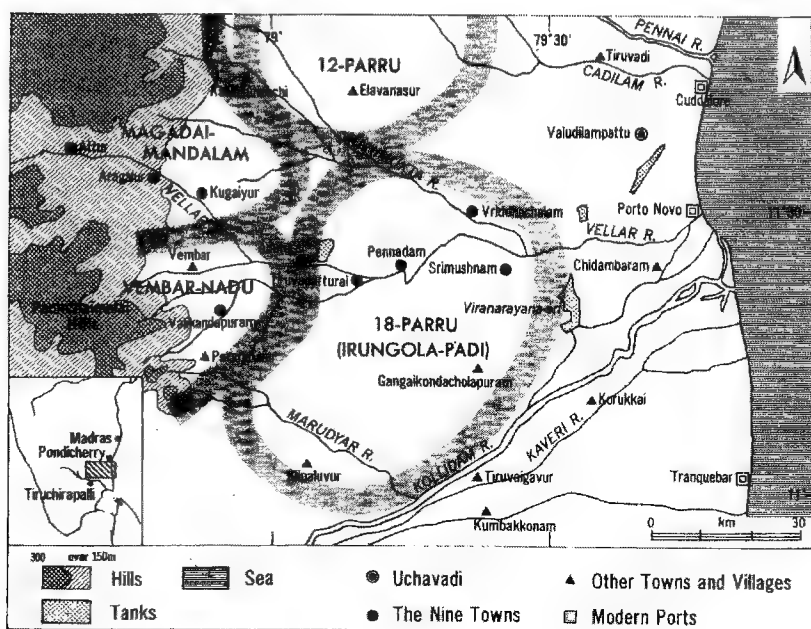 79°
79° 30'
PENNAI R.
12-PARRU
Tiruvadi
Elavanasur
CADILAM R.
Cuddalore
MAGADAI-
MANDALAM
Valudilampattu
Attur
Aragalur
Kugaiyur
Porto Novo
Vriddhachalam
VELLAR R.
Vembar
Pennadam
Srimushnam
Chidambaram
VEMBAR-NADU
Viranarayana-eri
18-PARRU
(IRUNGOLA-PADI)
Gangaikondacholapuram
Korukkai
KAVERI R.
MARUDYAR R.
KOLLIDAM R.
Madras
Pondicherry
Tiruchirapalli
Tiruvaigavur
Tranquebar
Kumbakkonam
0 km 30
300 over 150m
Hills
Sea
Uchavadi
Other Towns and Villages
Tanks
The Nine Towns
Modern Ports